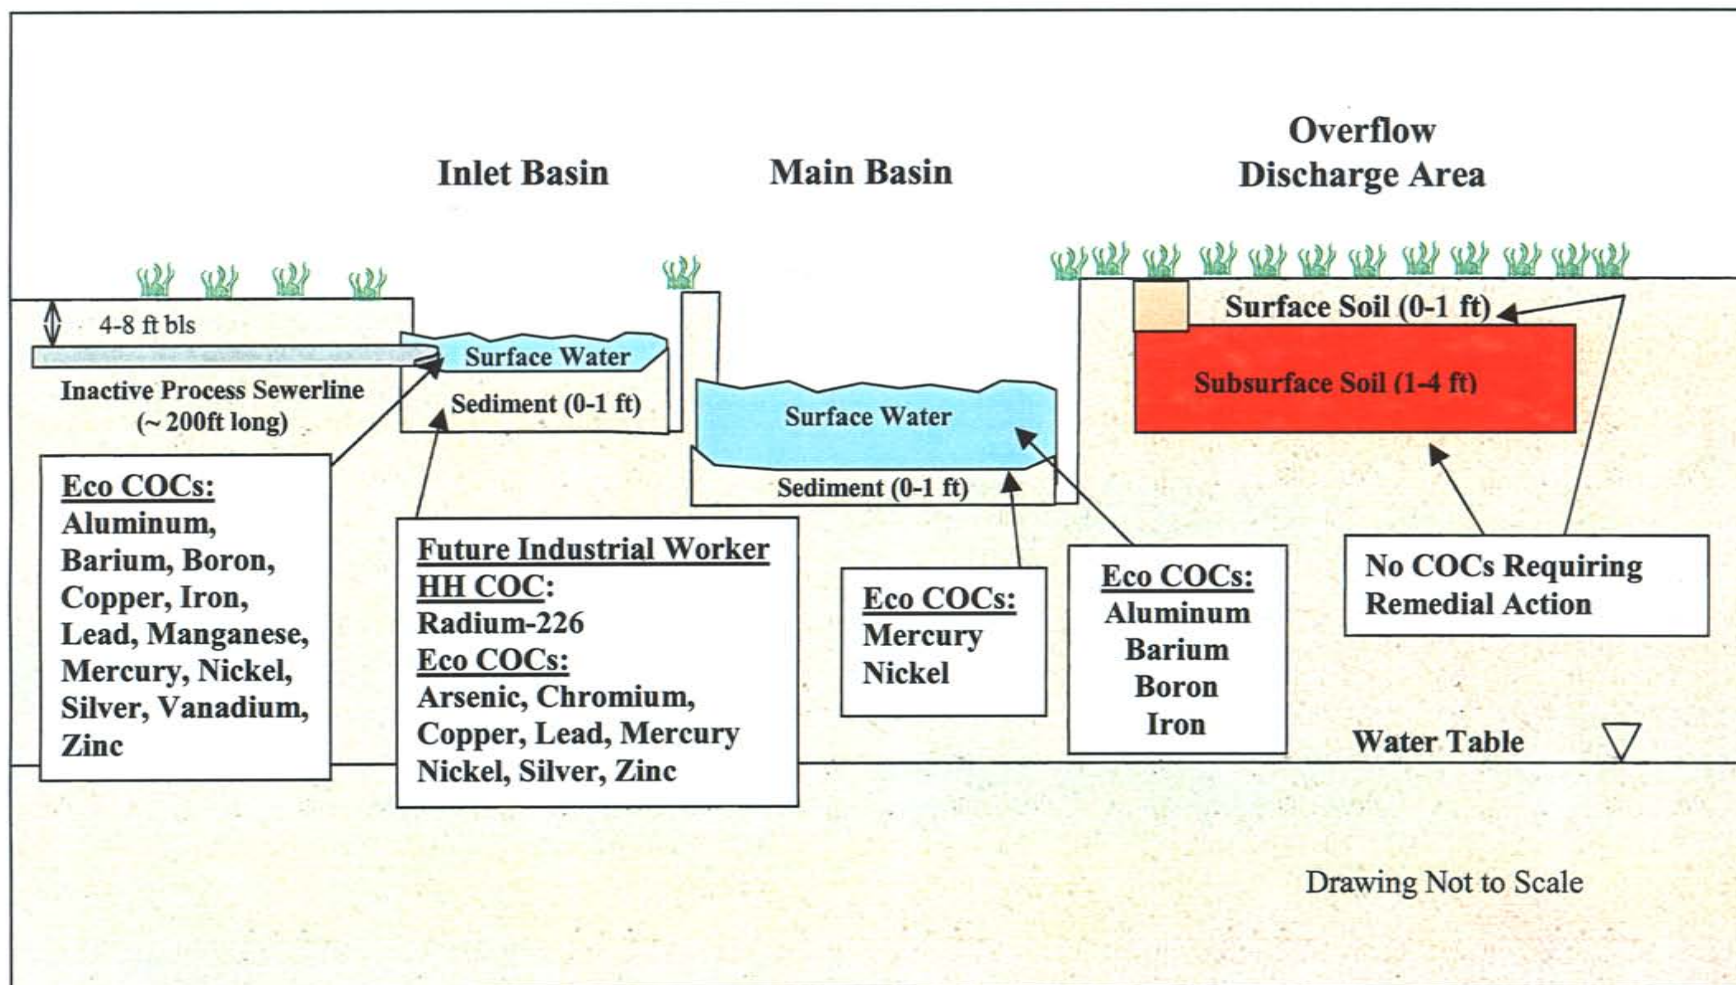 Overflow
Discharge Area
Inlet Basin
Main Basin
4-8 ft bls
Inactive Process Sewerline
(~ 200ft long)
Surface Water
Sediment (0-1 ft)
Surface Water
Sediment (0-1 ft)
Surface Soil (0-1 ft)
Subsurface Soil (1-4 ft)
Eco COCs:
Aluminum,
Barium, Boron,
Copper, Iron,
Lead, Manganese,
Mercury, Nickel,
Silver, Vanadium,
Zinc
Future Industrial Worker
HH COC:
Radium-226
Eco COCs:
Arsenic, Chromium,
Copper, Lead, Mercury
Nickel, Silver, Zinc
Eco COCs:
Mercury
Nickel
Eco COCs:
Aluminum
Barium
Boron
Iron
No COCs Requiring
Remedial Action
Water Table
Drawing Not to Scale